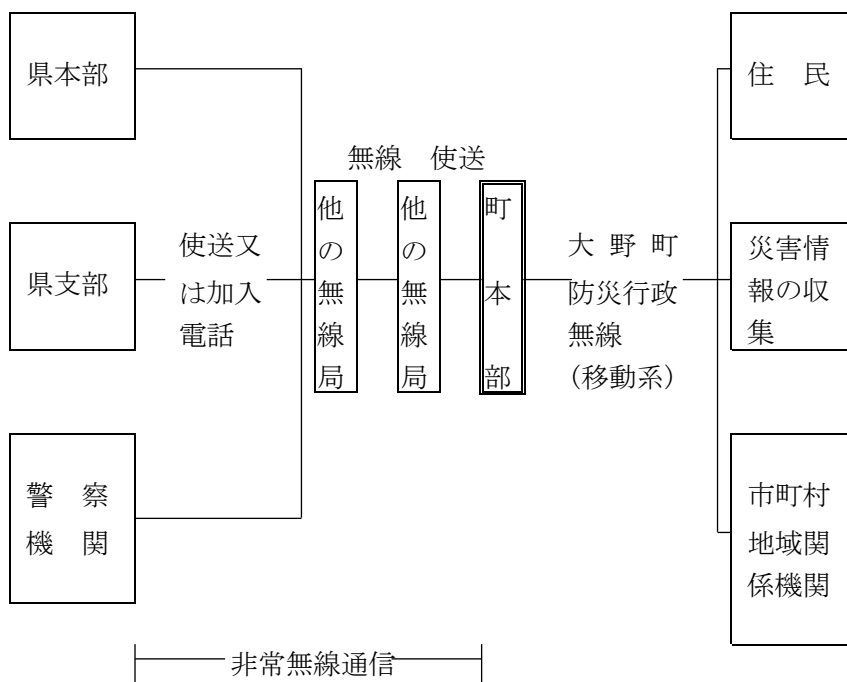 県本部
住　民
無線　使送
他の無線局
他の無線局
町本部
県支部
使送又
は加入
電話
大野町
防災行政
無線
（移動系）
災害情
報の収
集
警　察
機　関
市町村
地域関
係機関
非常無線通信